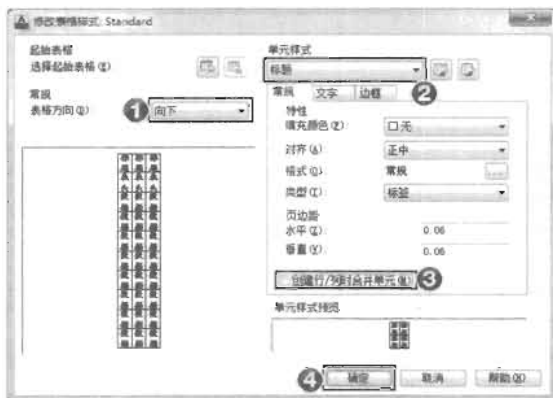 修改表格样式: Standard
起始表格
选择起始表格(E)
常规
表格方向(D)
1
向下
单元样式
标题
2
常规
文字
边框
特性
填充颜色(F):
无
对齐(A)
正中
格式(O):
常规
...
类型(T):
标签
页边距
水平(Z):
0.06
垂直(V):
0.06
创建行/列时合并单元(M)
3
单元样式预览
4
确定
取消
帮助(H)